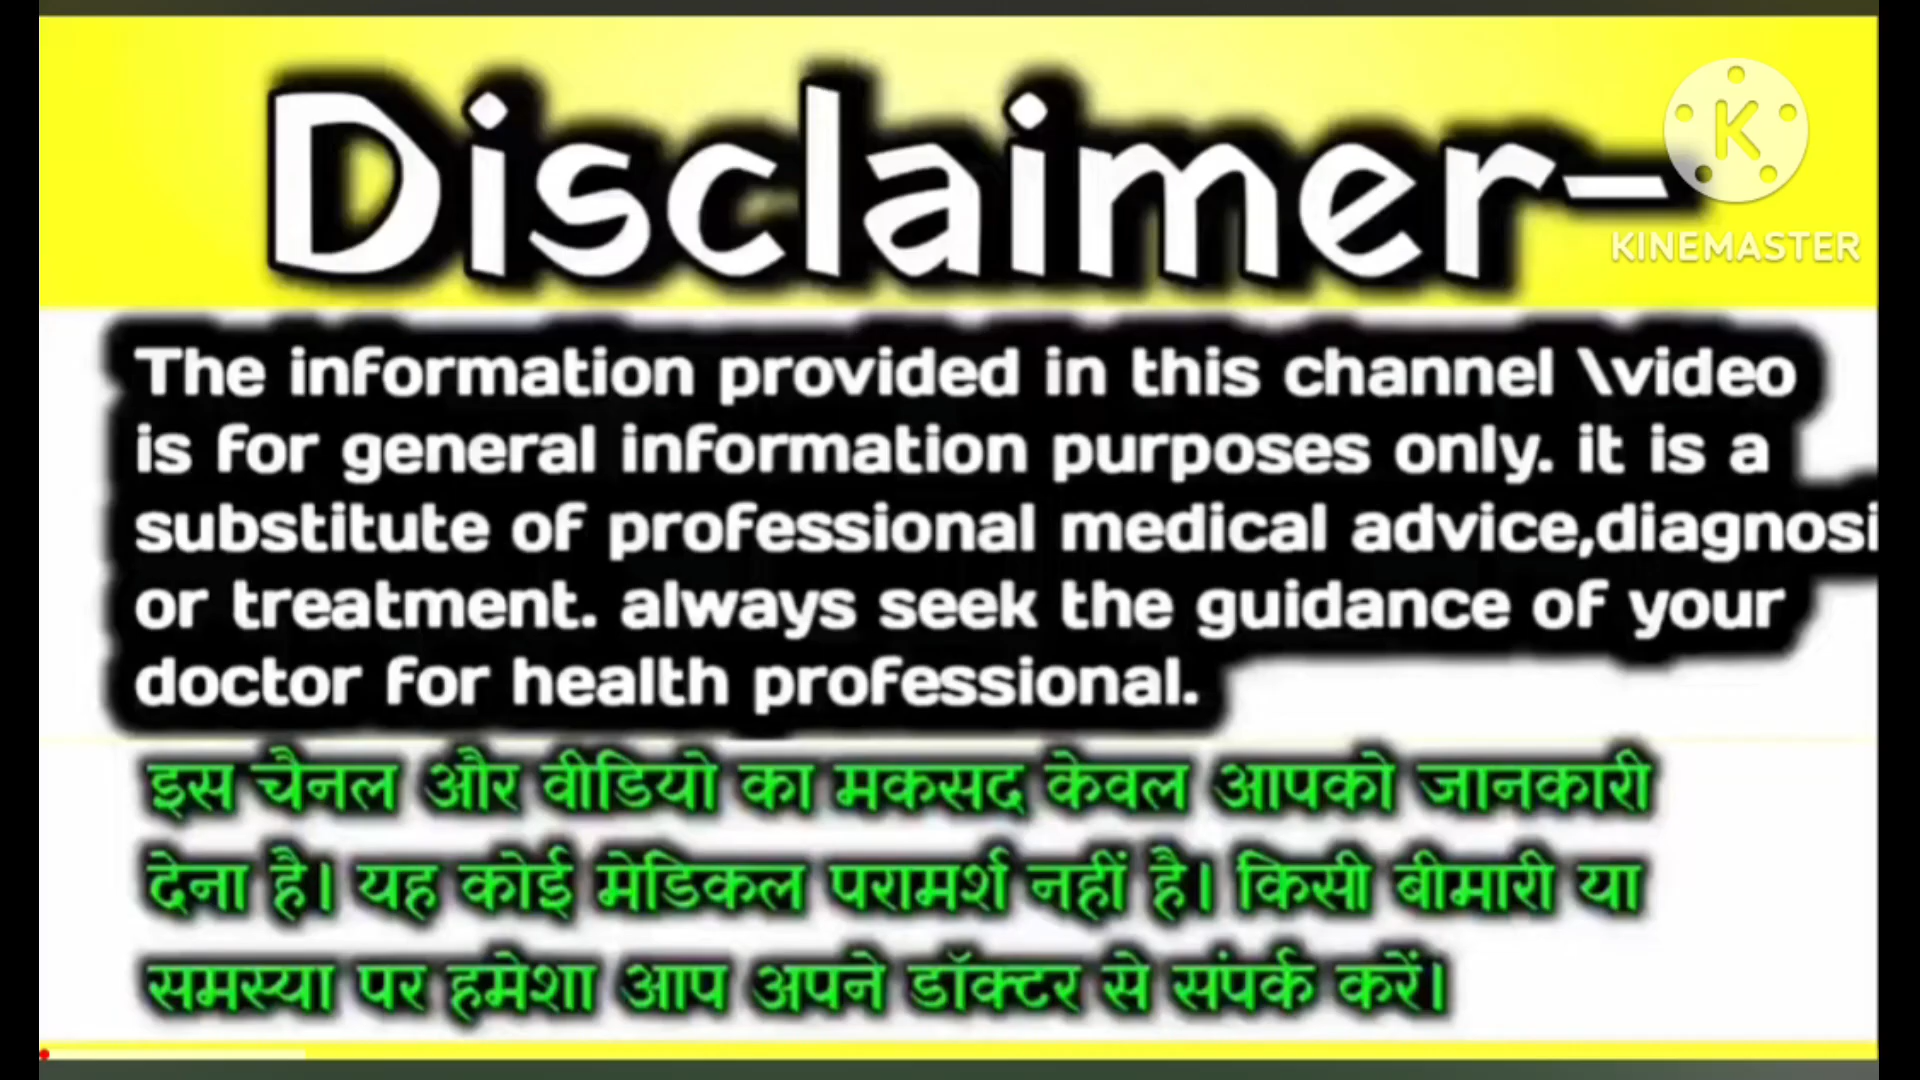 Disclaimer-
K
KINEMASTER
The information provided in this channel \video
is for general information purposes only. it is a
substitute of professional medical advice,diagnosi
or treatment. always seek the guidance of your
doctor for health professional.
इस चैनल और वीडियो का मकसद केवल आपको जानकारी
देना है। यह कोई मेडिकल परामर्श नहीं है। किसी बीमारी या
समस्या पर हमेशा आप अपने डॉक्टर से संपर्क करें।